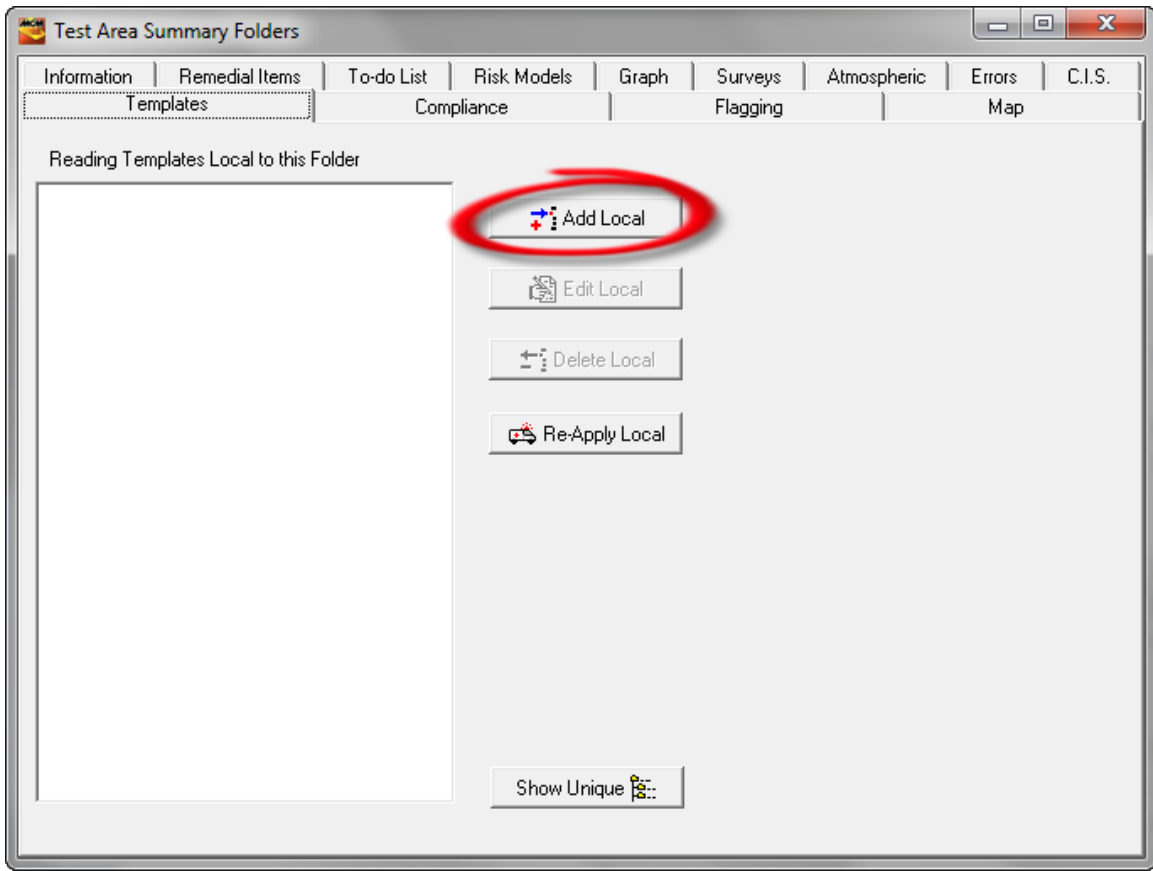 MCM
Test Area Summary Folders
Information Remedial Items To-do List Risk Models Graph Surveys Atmospheric Errors C.I.S.
Templates Compliance Flagging Map
Reading Templates Local to this Folder
Add Local
Edit Local
Delete Local
Re-Apply Local
Show Unique